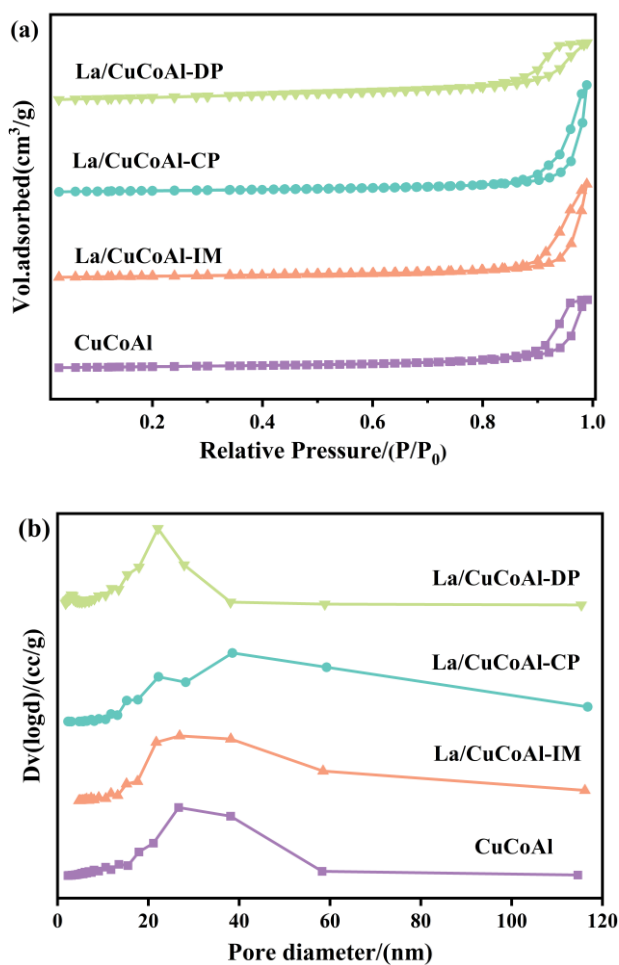 (a)
La/CuCoAl-DP
La/CuCoAl-CP
La/CuCoAl-IM
CuCoAl
Vol.adsorbed(cm³/g)
0.2 0.4 0.6 0.8 1.0
Relative Pressure/(P/P₀)
(b)
La/CuCoAl-DP
La/CuCoAl-CP
La/CuCoAl-IM
CuCoAl
Dv(logd)/(cc/g)
0 20 40 60 80 100 120
Pore diameter/(nm)